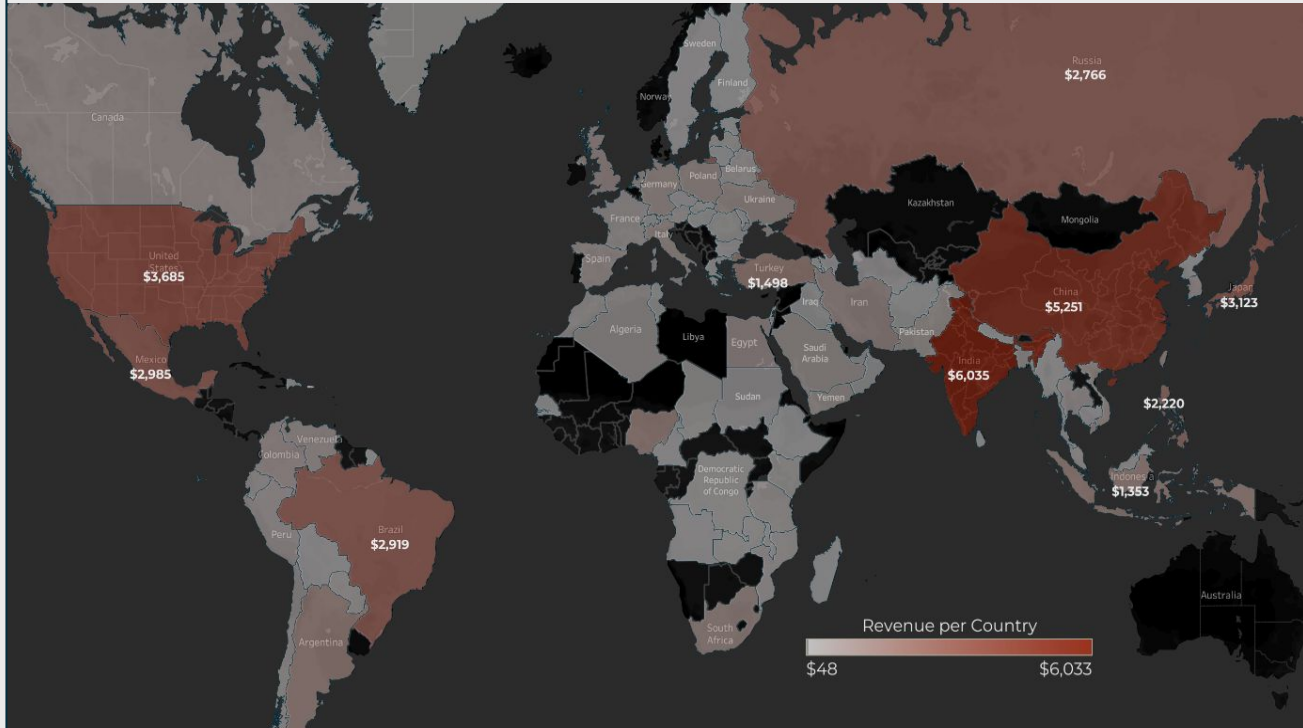 Sweden
Finland
Russia
$2,766
Norway
Canada
Belarus
Poland
Germany
Ukraine
Kazakhstan
Mongolia
France
Italy
Spain
United
States
$3,685
Turkey
$1,498
Iraq
Iran
China
$5,251
Japan
$3,123
Algeria
Libya
Egypt
Pakistan
Saudi
Arabia
India
$6,035
Mexico
$2,985
Sudan
Yemen
$2,220
Venezuela
Colombia
Democratic
Republic
of Congo
Indonesia
$1,353
Peru
Brazil
$2,919
Australia
Argentina
South
Africa
Revenue per Country
$48
$6,033